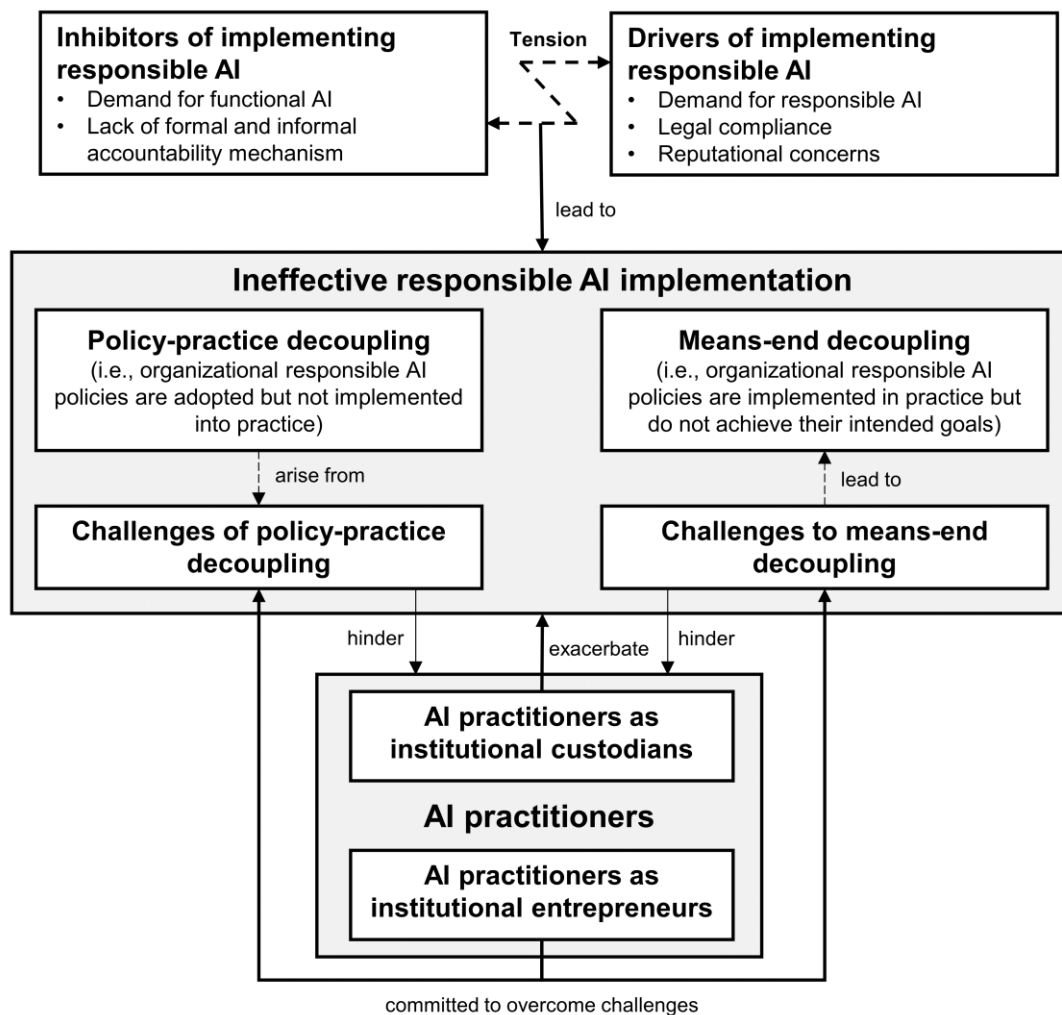 Inhibitors of implementing
responsible AI
• Demand for functional AI
• Lack of formal and informal
accountability mechanism
Tension
Drivers of implementing
responsible AI
• Demand for responsible AI
• Legal compliance
• Reputational concerns
lead to
Ineffective responsible AI implementation
Policy-practice decoupling
(i.e., organizational responsible AI
policies are adopted but not implemented
into practice)
Means-end decoupling
(i.e., organizational responsible AI
policies are implemented in practice but
do not achieve their intended goals)
arise from
lead to
Challenges of policy-practice
decoupling
Challenges to means-end
decoupling
hinder
exacerbate
hinder
AI practitioners as
institutional custodians
AI practitioners
AI practitioners as
institutional entrepreneurs
committed to overcome challenges